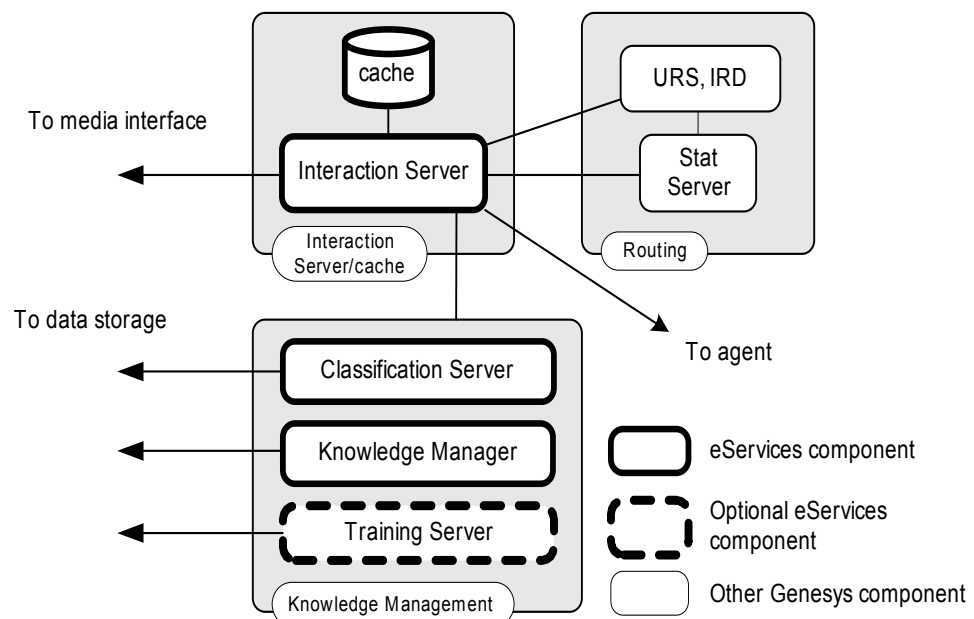 cache
URS, IRD
To media interface
Interaction Server
Stat
Server
Interaction
Server/cache
Routing
To data storage
To agent
Classification Server
Knowledge Manager
eServices component
Training Server
Optional eServices
component
Knowledge Management
Other Genesys component